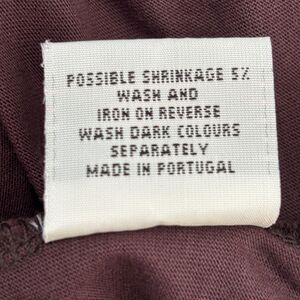 POSSIBLE SHRINKAGE 5%
WASH AND
IRON ON REVERSE
WASH DARK COLOURS
SEPARATELY
MADE IN PORTUGAL